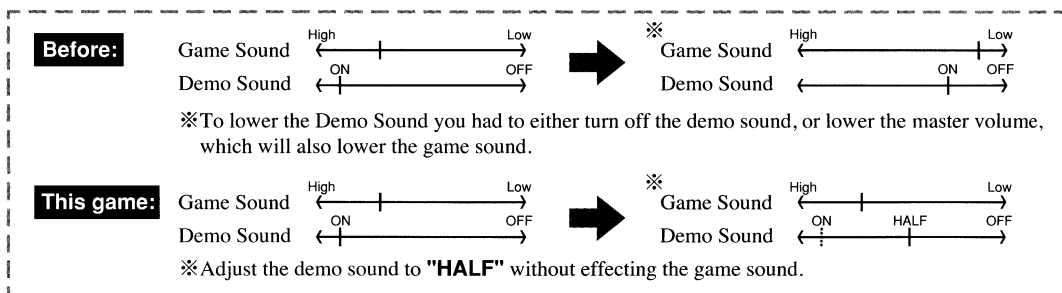 Before:
High Low
Game Sound
ON OFF
Demo Sound
※ High Low
Game Sound
ON OFF
Demo Sound
※To lower the Demo Sound you had to either turn off the demo sound, or lower the master volume,
which will also lower the game sound.
This game:
High Low
Game Sound
ON OFF
Demo Sound
※ High Low
Game Sound
ON HALF OFF
Demo Sound
※Adjust the demo sound to "HALF" without effecting the game sound.